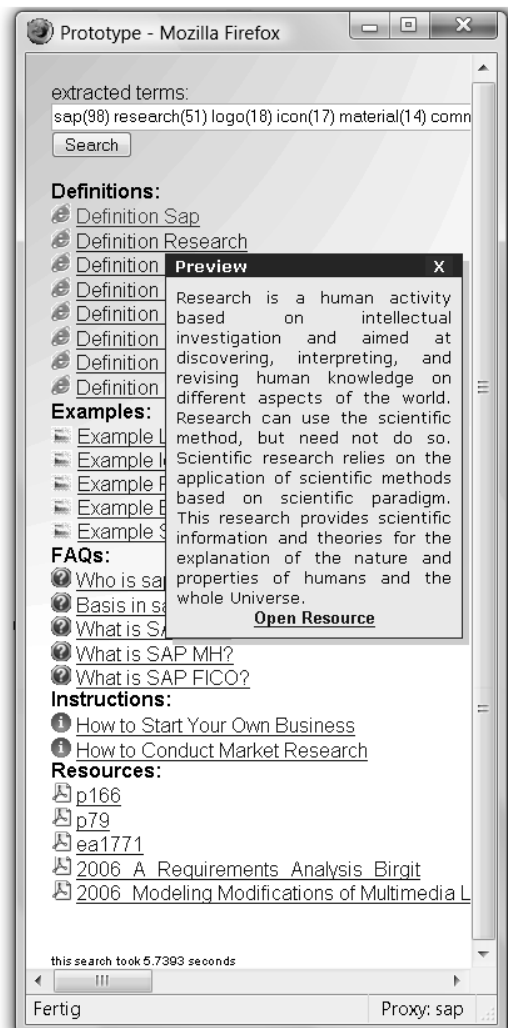 Prototype - Mozilla Firefox
extracted terms:
sap(98) research(51) logo(18) icon(17) material(14)
Search
Definitions:
Definition Sap
Definition Research
Definition
Definition
Definition
Definition
Definition
Definition
Preview X
Research is a human activity
based on intellectual
investigation and aimed at
discovering, interpreting, and
revising human knowledge on
different aspects of the world.
Research can use the scientific
method, but need not do so.
Scientific research relies on the
application of scientific methods
based on scientific paradigm.
This research provides scientific
information and theories for the
explanation of the nature and
properties of humans and the
whole Universe.
Open Resource
Examples:
Example L
Example
Example
Example
Example S
FAQs:
Who is sap
Basis in sa
What is SA
What is SAP MH?
What is SAP FICO?
Instructions:
How to Start Your Own Business
How to Conduct Market Research
Resources:
p166
p79
ea1771
2006 A Requirements Analysis Birgit
2006 Modeling Modifications of Multimedia L
this search took 5.7393 seconds
Fertig Proxy: sap